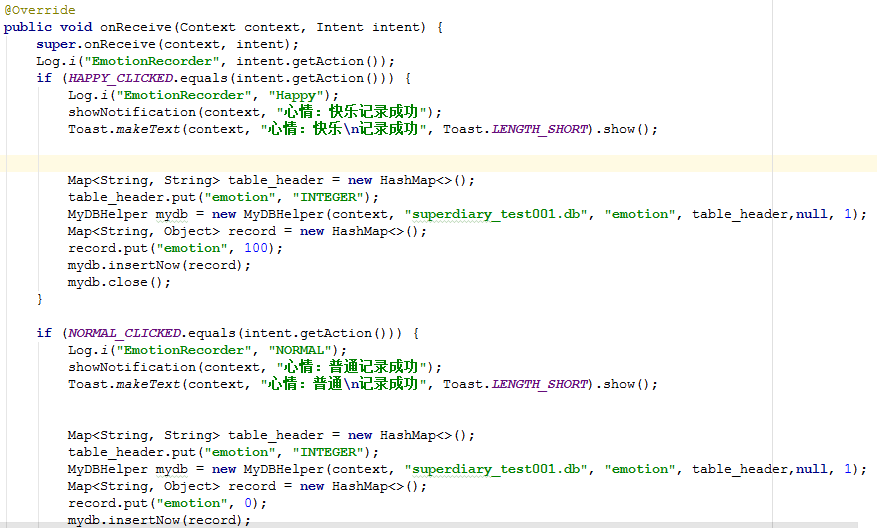 @Override
public void onReceive(Context context, Intent intent) {
super.onReceive(context, intent);
Log.i("EmotionRecorder", intent.getAction());
if (HAPPY_CLICKED.equals(intent.getAction())) {
Log.i("EmotionRecorder", "Happy");
showNotification(context, "心情：快乐记录成功");
Toast.makeText(context, "心情：快乐\n记录成功", Toast.LENGTH_SHORT).show();
Map<String, String> table_header = new HashMap<>();
table_header.put("emotion", "INTEGER");
MyDBHelper mydb = new MyDBHelper(context, "superdiary_test001.db", "emotion", table_header,null, 1);
Map<String, Object> record = new HashMap<>();
record.put("emotion", 100);
mydb.insertNow(record);
mydb.close();
}
if (NORMAL_CLICKED.equals(intent.getAction())) {
Log.i("EmotionRecorder", "NORMAL");
showNotification(context, "心情：普通记录成功");
Toast.makeText(context, "心情：普通\n记录成功", Toast.LENGTH_SHORT).show();
Map<String, String> table_header = new HashMap<>();
table_header.put("emotion", "INTEGER");
MyDBHelper mydb = new MyDBHelper(context, "superdiary_test001.db", "emotion", table_header,null, 1);
Map<String, Object> record = new HashMap<>();
record.put("emotion", 0);
mydb.insertNow(record);